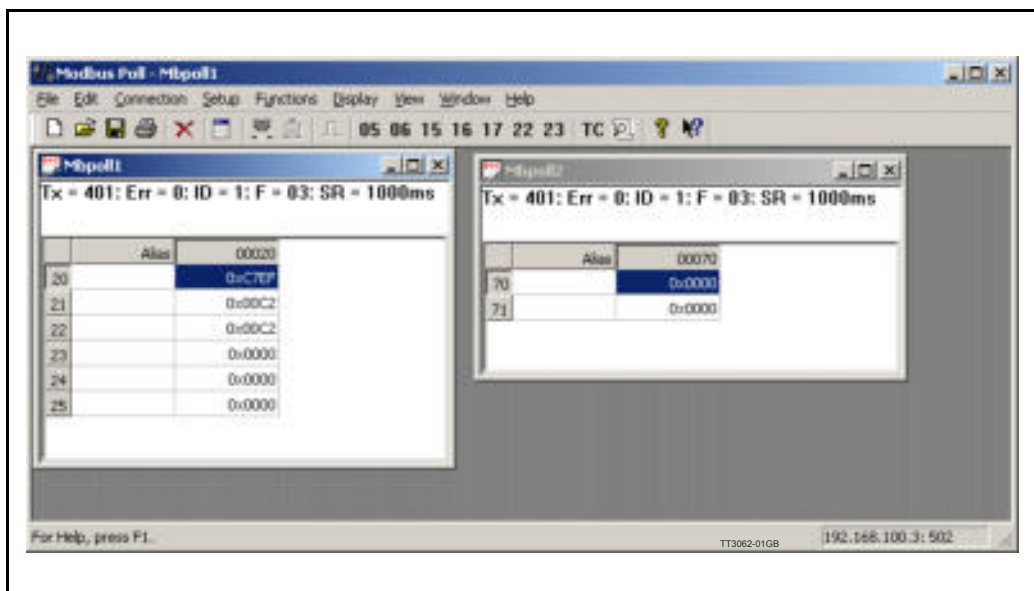 Modbus Poll - Mbpoll1
File Edit Connection Setup Functions Display View Window Help
05 06 15 16 17 22 23 TC
Mbpoll1
Tx = 401: Err = 0: ID = 1: F = 03: SR = 1000ms
Alias 00020
20 0xC7EF
21 0x00C2
22 0x00C2
23 0x0000
24 0x0000
25 0x0000
Mbpoll2
Tx = 401: Err = 0: ID = 1: F = 03: SR = 1000ms
Alias 00070
70 0x0000
71 0x0000
For Help, press F1.
TT3062-01GB
192.168.100.3: 502